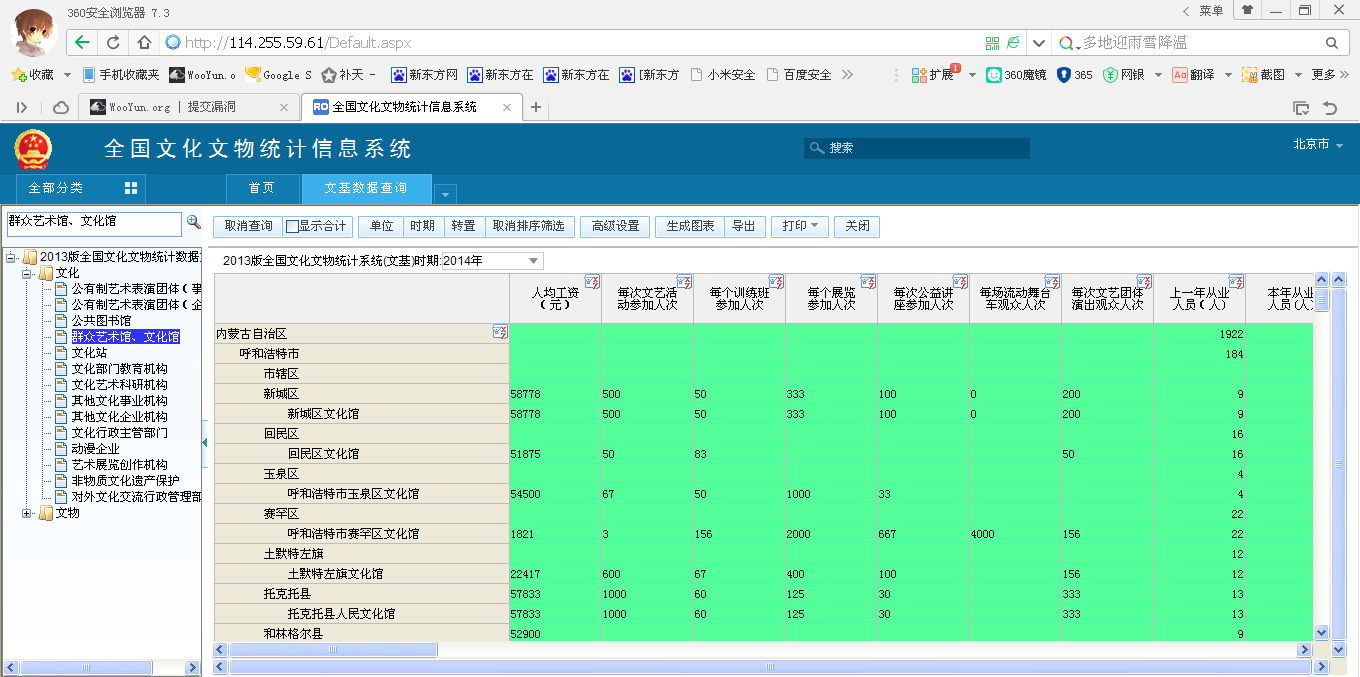 360安全浏览器 7.3
菜单
http://114.255.59.61/Default.aspx
多地迎雨雪降温
收藏 手机收藏夹 WooYun.o Google S 补天 - 新东方网 新东方在 新东方在 [新东方 小米安全 百度安全 扩展 1 360魔镜 365 网银 翻译 截图 更多
WooYun.org | 提交漏洞 全国文化文物统计信息系统
全国文化文物统计信息系统
搜索
北京市
全部分类 首页 文基数据查询
群众艺术馆、文化馆
取消查询 显示合计 单位 时期 转置 取消排序筛选 高级设置 生成图表 导出 打印 关闭
2013版全国文化文物统计数据
文化
公有制艺术表演团体(事
公有制艺术表演团体(企
公共图书馆
群众艺术馆、文化馆
文化站
文化部门教育机构
文化艺术科研机构
其他文化事业机构
其他文化企业机构
文化行政主管部门
动漫企业
艺术展览创作机构
非物质文化遗产保护
对外文化交流行政管理部
文物
2013版全国文化文物统计系统(文基)时期: 2014年
人均工资(元) 每次文艺活动参加人次 每个训练班参加人次 每个展览参加人次 每次公益讲座参加人次 每场流动舞台车观众人次 每次文艺团体演出观众人次 上一年从业人员(人) 本年从业人员(人)
内蒙古自治区 1922
呼和浩特市 184
市辖区
新城区 58778 500 50 333 100 0 200 9
新城区文化馆 58778 500 50 333 100 0 200 9
回民区 16
回民区文化馆 51875 50 83 50 16
玉泉区 4
呼和浩特市玉泉区文化馆 54500 67 50 1000 33 4
赛罕区 22
呼和浩特市赛罕区文化馆 1821 3 156 2000 667 4000 156 22
土默特左旗 12
土默特左旗文化馆 22417 600 67 400 100 156 12
托克托县 57833 1000 60 125 30 333 13
托克托县人民文化馆 57833 1000 60 125 30 333 13
和林格尔县 52900 9